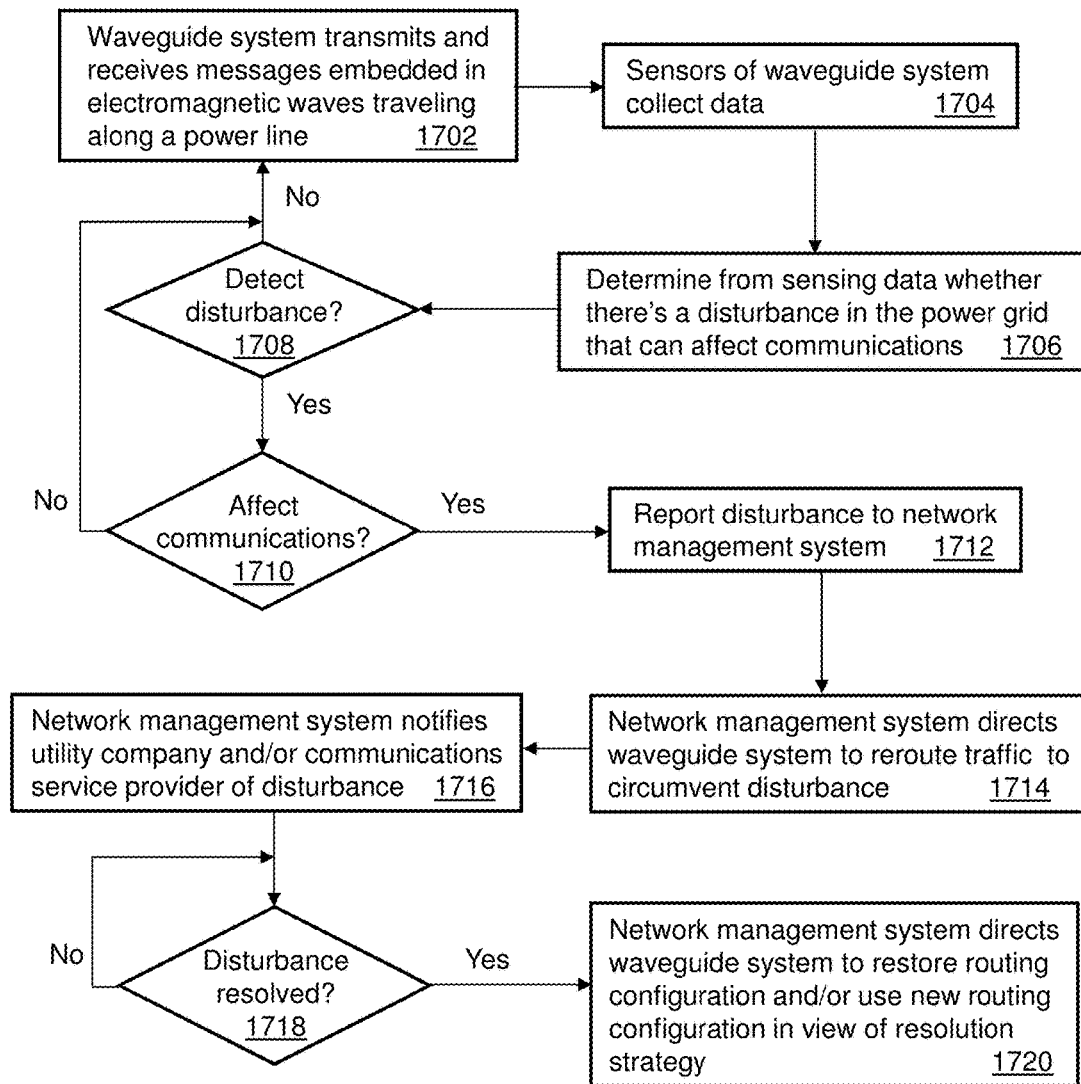 Waveguide system transmits and
receives messages embedded in
electromagnetic waves traveling
along a power line 1702
Sensors of waveguide system
collect data 1704
No
Detect
disturbance?
1708
Determine from sensing data whether
there's a disturbance in the power grid
that can affect communications 1706
Yes
No
Affect
communications?
1710
Yes
Report disturbance to network
management system 1712
Network management system notifies
utility company and/or communications
service provider of disturbance 1716
Network management system directs
waveguide system to reroute traffic to
circumvent disturbance 1714
No
Disturbance
resolved?
1718
Yes
Network management system directs
waveguide system to restore routing
configuration and/or use new routing
configuration in view of resolution
strategy 1720